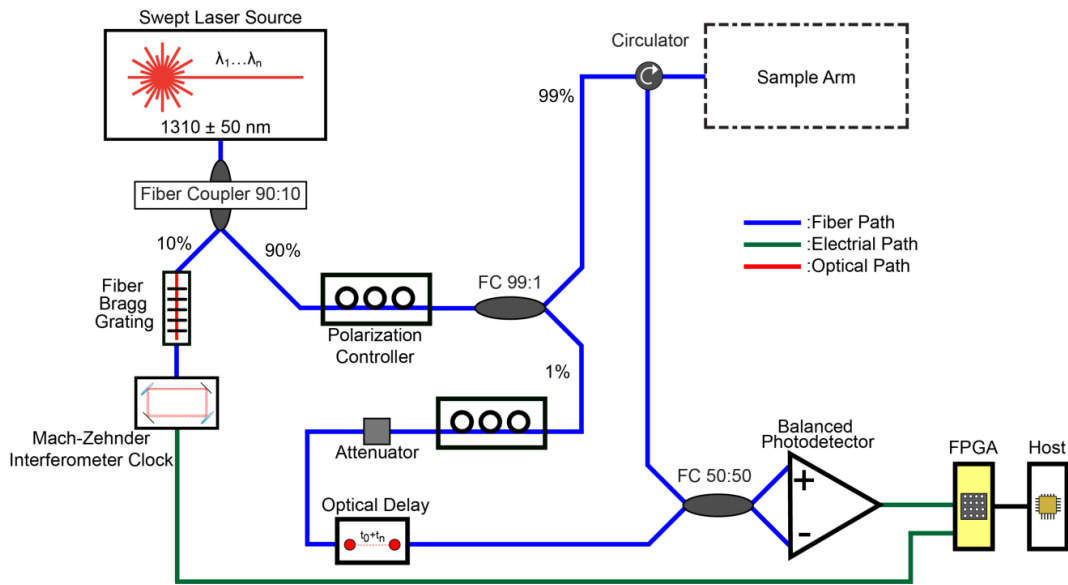 Swept Laser Source
λ1...λn
1310 ± 50 nm
Fiber Coupler 90:10
10%
90%
Fiber
Bragg
Grating
Mach-Zehnder
Interferometer Clock
Polarization
Controller
FC 99:1
99%
1%
Circulator
Sample Arm
:Fiber Path
:Electrial Path
:Optical Path
Attenuator
Optical Delay
t0+tn
FC 50:50
Balanced
Photodetector
+
-
FPGA
Host